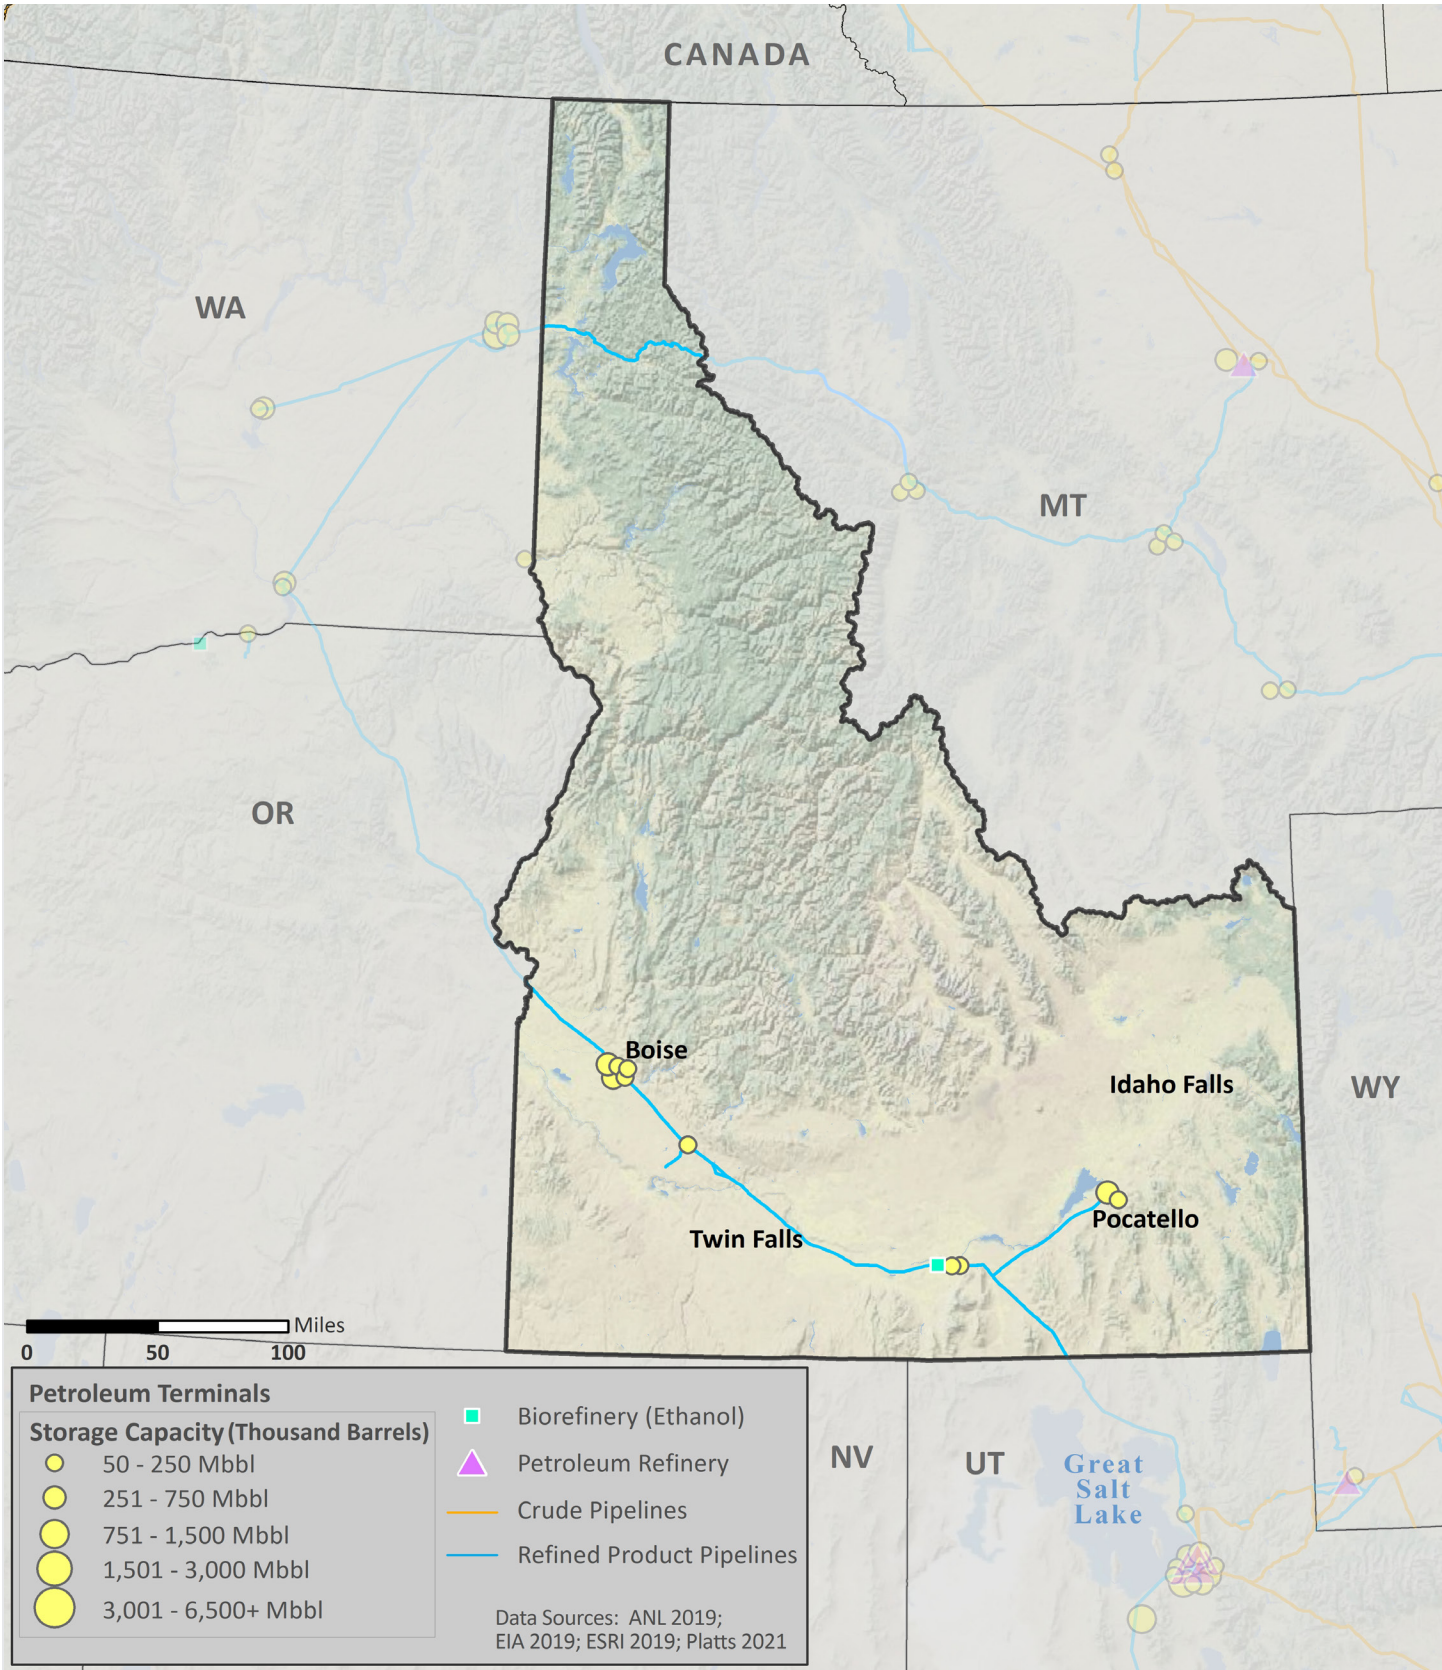 CANADA
WA
MT
OR
Boise
Idaho Falls
WY
Pocatello
Twin Falls
Miles
0 50 100
Petroleum Terminals
Storage Capacity (Thousand Barrels)
50 - 250 Mbbl
251 - 750 Mbbl
751 - 1,500 Mbbl
1,501 - 3,000 Mbbl
3,001 - 6,500+ Mbbl
Biorefinery (Ethanol)
Petroleum Refinery
Crude Pipelines
Refined Product Pipelines
Data Sources: ANL 2019;
EIA 2019; ESRI 2019; Platts 2021
NV
UT
Great
Salt
Lake